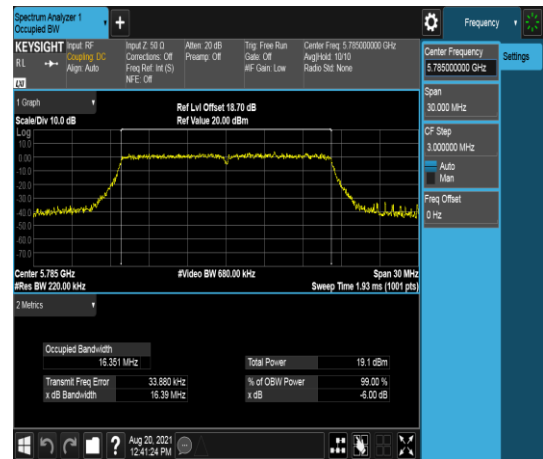 Spectrum Analyzer 1
Occupied BW
+
Frequency
KEYSIGHT
RL
LXI
Input: RF
Coupling: DC
Align: Auto
Input Z: 50 Ω
Corrections: Off
Freq Ref: Int (S)
NFE: Off
Atten: 20 dB
Preamp: Off
Trig: Free Run
Gate: Off
#IF Gain: Low
Center Freq: 5.785000000 GHz
Avg|Hold: 10/10
Radio Std: None
Center Frequency
5.785000000 GHz
Settings
Span
30.000 MHz
CF Step
3.000000 MHz
Auto
Man
Freq Offset
0 Hz
1 Graph
Scale/Div 10.0 dB
Ref Lvl Offset 18.70 dB
Ref Value 20.00 dBm
Log
10.0
0.00
-10.0
-20.0
-30.0
-40.0
-50.0
-60.0
-70.0
Center 5.785 GHz
#Res BW 220.00 kHz
#Video BW 680.00 kHz
Span 30 MHz
Sweep Time 1.93 ms (1001 pts)
2 Metrics
Occupied Bandwidth
16.351 MHz
Total Power 19.1 dBm
Transmit Freq Error 33.880 kHz
% of OBW Power 99.00 %
x dB Bandwidth 16.39 MHz
x dB -6.00 dB
?
Aug 20, 2021
12:41:24 PM